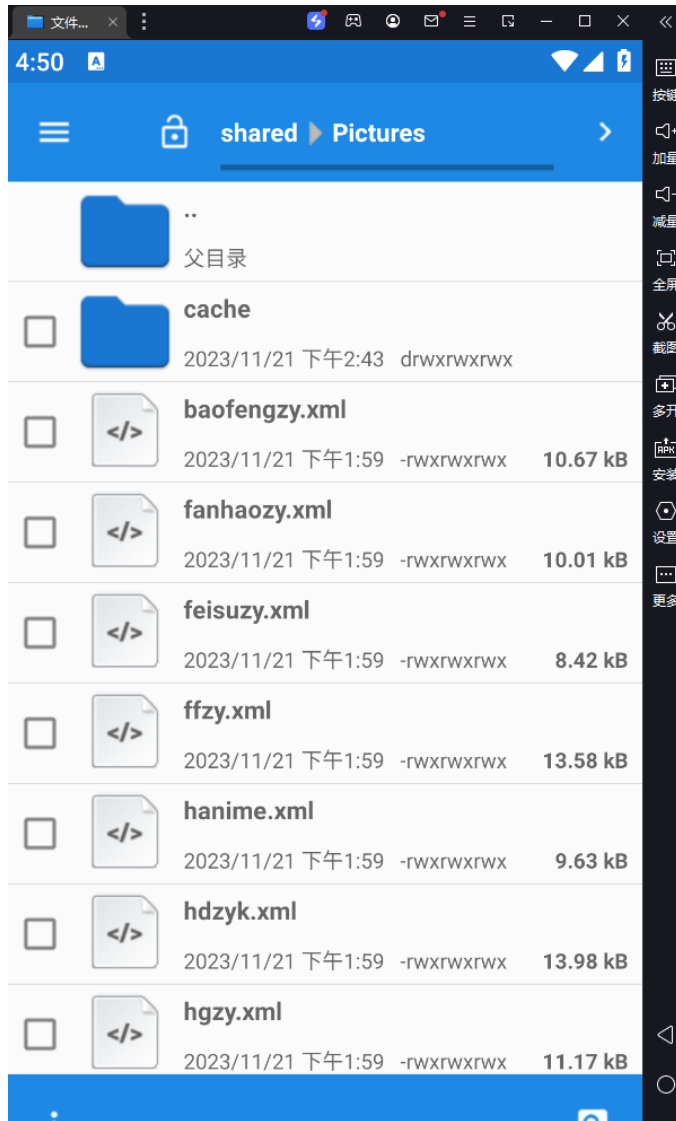 文件...
4:50
A
shared Pictures
..
父目录
cache
2023/11/21 下午2:43 drwxrwxrwx
baofengzy.xml
2023/11/21 下午1:59 -rwxrwxrwx 10.67 kB
fanhaozy.xml
2023/11/21 下午1:59 -rwxrwxrwx 10.01 kB
feisuzy.xml
2023/11/21 下午1:59 -rwxrwxrwx 8.42 kB
ffzy.xml
2023/11/21 下午1:59 -rwxrwxrwx 13.58 kB
hanime.xml
2023/11/21 下午1:59 -rwxrwxrwx 9.63 kB
hdzyk.xml
2023/11/21 下午1:59 -rwxrwxrwx 13.98 kB
hgzy.xml
2023/11/21 下午1:59 -rwxrwxrwx 11.17 kB
按键
加量
减量
全屏
截图
多开
APK
安装
设置
更多